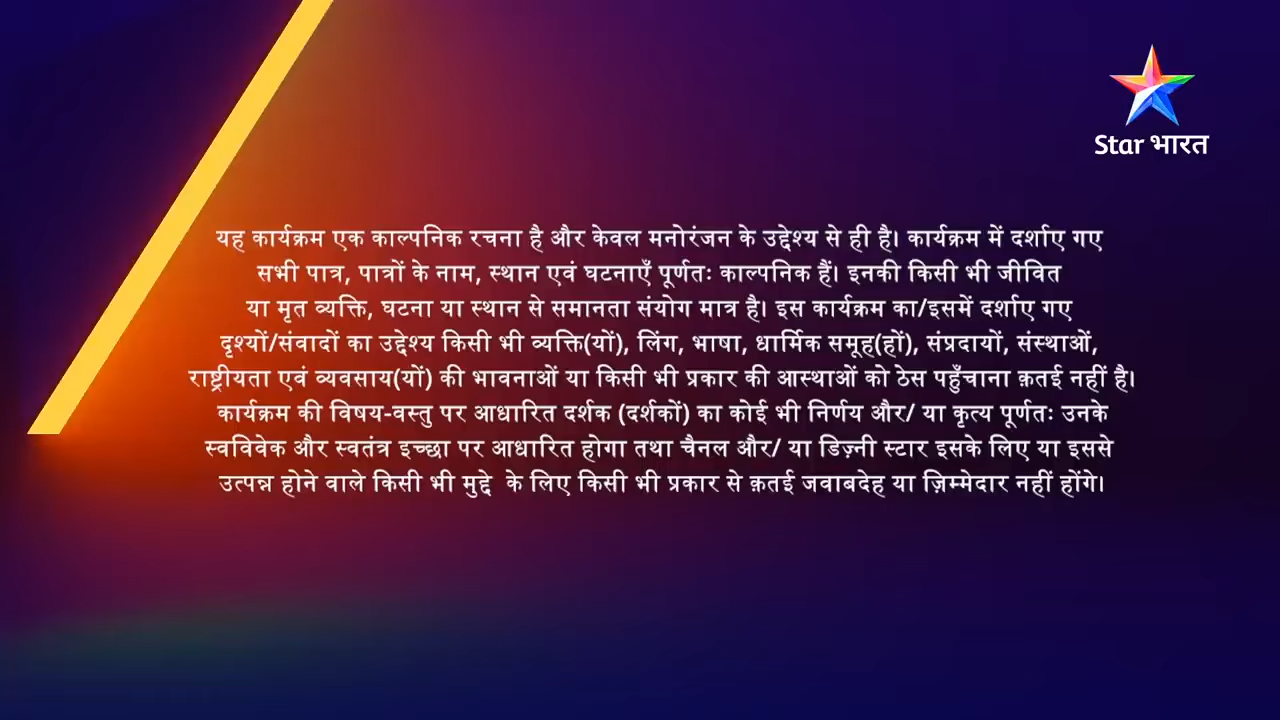 Star भारत
यह कार्यक्रम एक काल्पनिक रचना है और केवल मनोरंजन के उद्देश्य से ही है। कार्यक्रम में दर्शाए गए
सभी पात्र, पात्रों के नाम, स्थान एवं घटनाएँ पूर्णतः काल्पनिक हैं। इनकी किसी भी जीवित
या मृत व्यक्ति, घटना या स्थान से समानता संयोग मात्र है। इस कार्यक्रम का/इसमें दर्शाए गए
दृश्यों/संवादों का उद्देश्य किसी भी व्यक्ति(यों), लिंग, भाषा, धार्मिक समूह(हों), संप्रदायों, संस्थाओं,
राष्ट्रीयता एवं व्यवसाय(यों) की भावनाओं या किसी भी प्रकार की आस्थाओं को ठेस पहुँचाना क़तई नहीं है।
कार्यक्रम की विषय-वस्तु पर आधारित दर्शक (दर्शकों) का कोई भी निर्णय और/ या कृत्य पूर्णतः उनके
स्वविवेक और स्वतंत्र इच्छा पर आधारित होगा तथा चैनल और/ या डिज़्नी स्टार इसके लिए या इससे
उत्पन्न होने वाले किसी भी मुद्दे के लिए किसी भी प्रकार से क़तई जवाबदेह या ज़िम्मेदार नहीं होंगे।